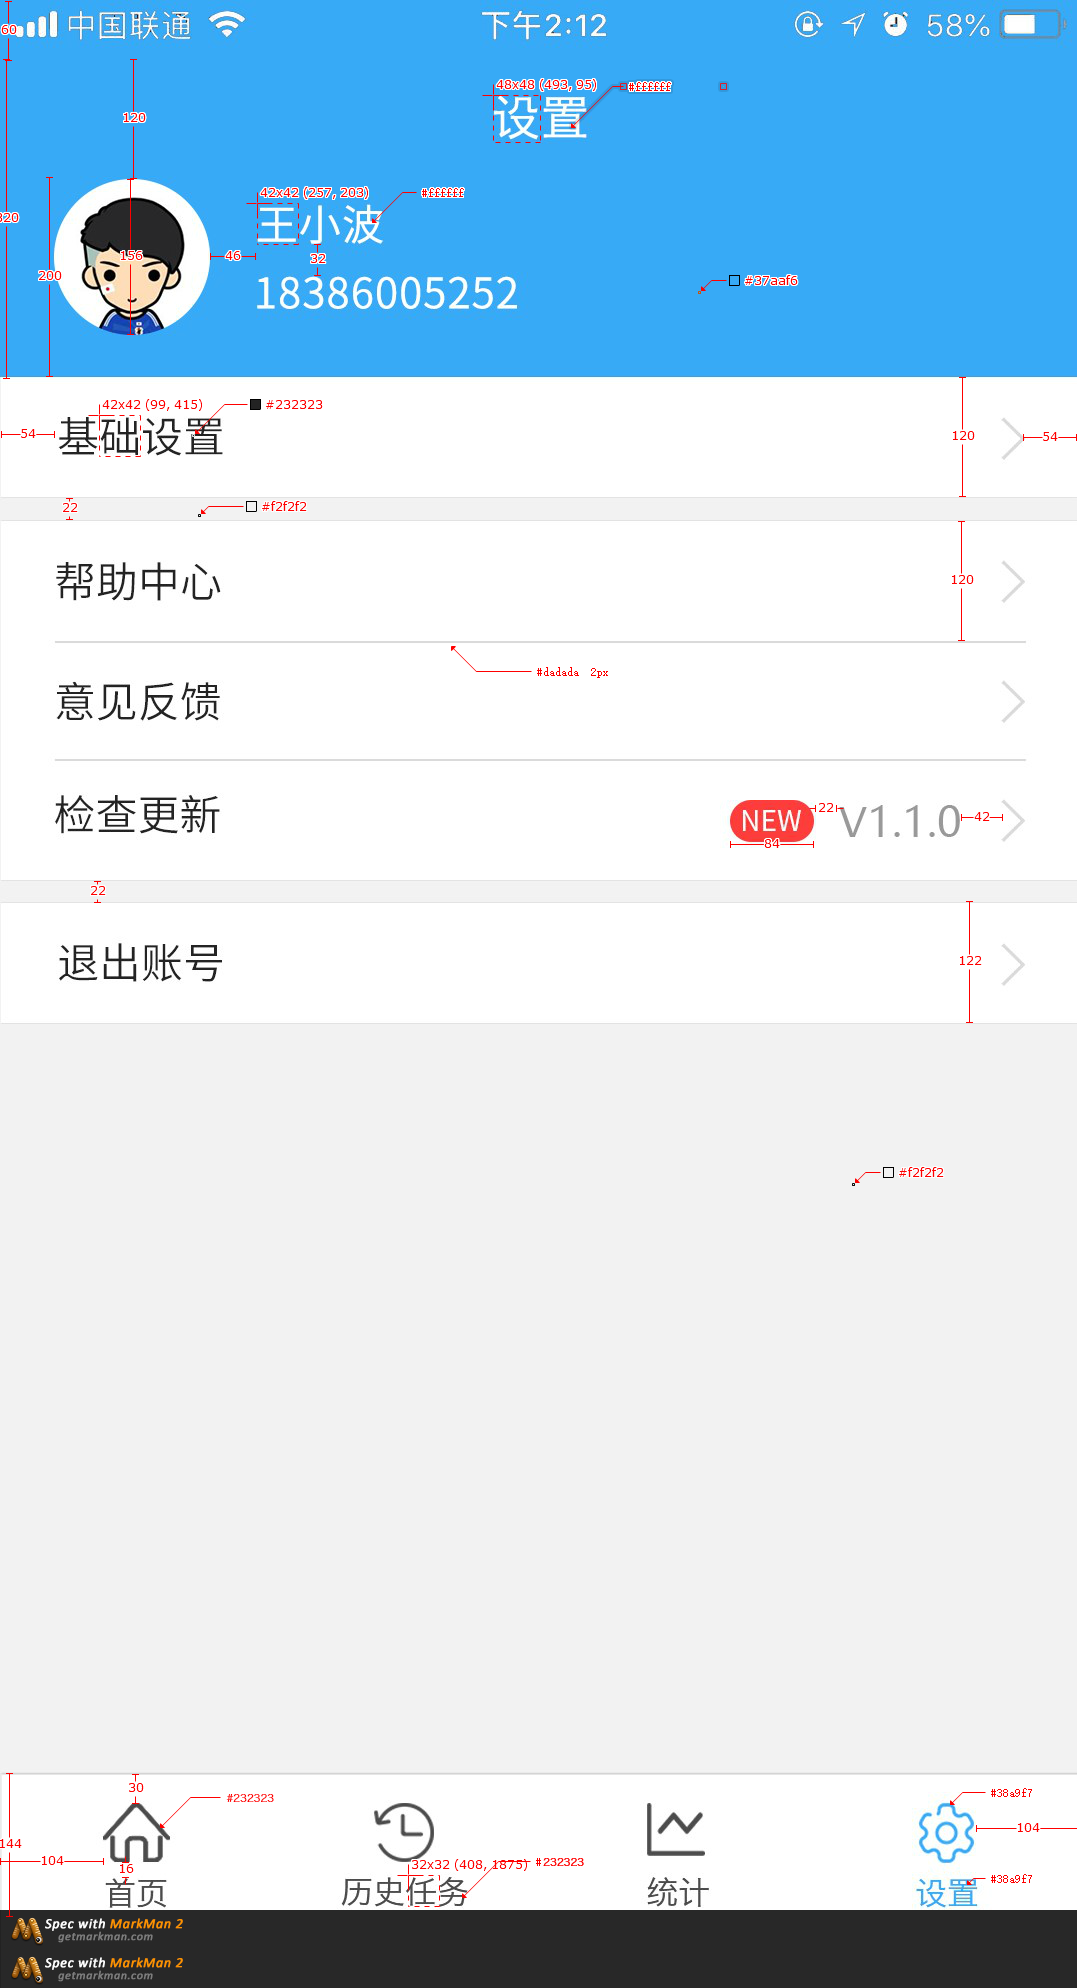 60 中国联通 下午2:12 58%
120 48x48 (493, 95) #ffffff
设置
42x42 (257, 203) #ffffff
320 王小波
200 156 46 32
18386005252 #37aaf6
42x42 (99, 415) #232323
54 基础设置 120 54
22 #f2f2f2
帮助中心 120
#dadada 2px
意见反馈
检查更新 NEW 22 V1.1.0 42
84
22
退出账号 122
#f2f2f2
30 #232323 #38a9f7
144 104 16 32x32 (408, 1875) #232323 104
首页 历史任务 统计 设置 #38a9f7
Spec with MarkMan 2
getmarkman.com
Spec with MarkMan 2
getmarkman.com